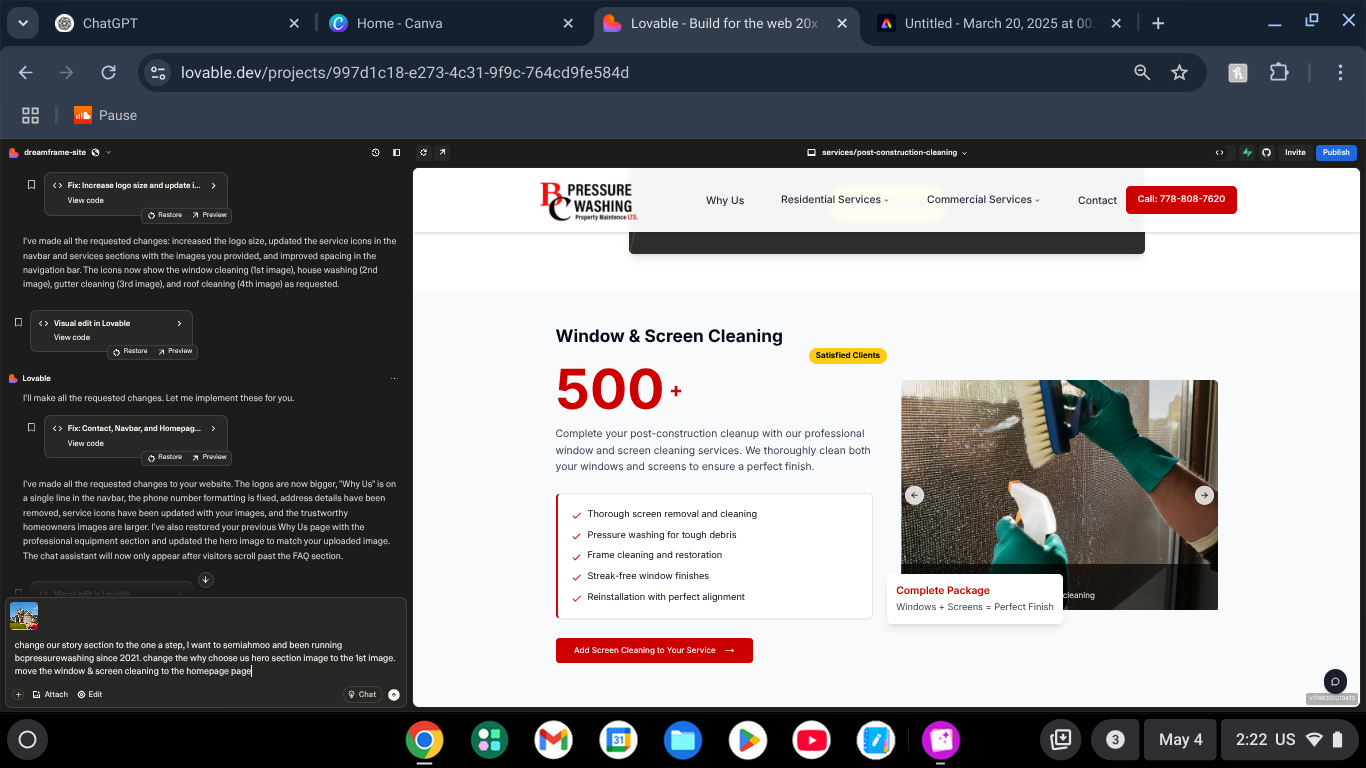 ChatGPT
Home - Canva
Lovable - Build for the web 20x
Untitled - March 20, 2025 at 00.
lovable.dev/projects/997d1c18-e273-4c31-9f9c-764cd9fe584d
Pause
dreamframe-site
services/post-construction-cleaning
Invite
Publish
Fix: Increase logo size and update i...
View code
Restore
Preview
I've made all the requested changes: increased the logo size, updated the service icons in the
navbar and services sections with the images you provided, and improved spacing in the
navigation bar. The icons now show the window cleaning (1st image), house washing (2nd
image), gutter cleaning (3rd image), and roof cleaning (4th image) as requested.
Visual edit in Lovable
View code
Restore
Preview
Lovable
I'll make all the requested changes. Let me implement these for you.
Fix: Contact, Navbar, and Homepag...
View code
Restore
Preview
I've made all the requested changes to your website. The logos are now bigger, "Why Us" is on
a single line in the navbar, the phone number formatting is fixed, address details have been
removed, service icons have been updated with your images, and the trustworthy
homeowners images are larger. I've also restored your previous Why Us page with the
professional equipment section and updated the hero image to match your uploaded image.
The chat assistant will now only appear after visitors scroll past the FAQ section.
Visual edit in Lovable
change our story section to the one a step, I want to semiahmoo and been running
bcpressurewashing since 2021. change the why choose us hero section image to the 1st image.
move the window & screen cleaning to the homepage page
Attach
Edit
Chat
BC PRESSURE
WASHING
Property Maintence LTD.
Why Us
Residential Services
Commercial Services
Contact
Call: 778-808-7620
Window & Screen Cleaning
Satisfied Clients
500+
Complete your post-construction cleanup with our professional
window and screen cleaning services. We thoroughly clean both
your windows and screens to ensure a perfect finish.
Thorough screen removal and cleaning
Pressure washing for tough debris
Frame cleaning and restoration
Streak-free window finishes
Reinstallation with perfect alignment
Add Screen Cleaning to Your Service
cleaning
Complete Package
Windows + Screens = Perfect Finish
31
3
May 4
2:22 US